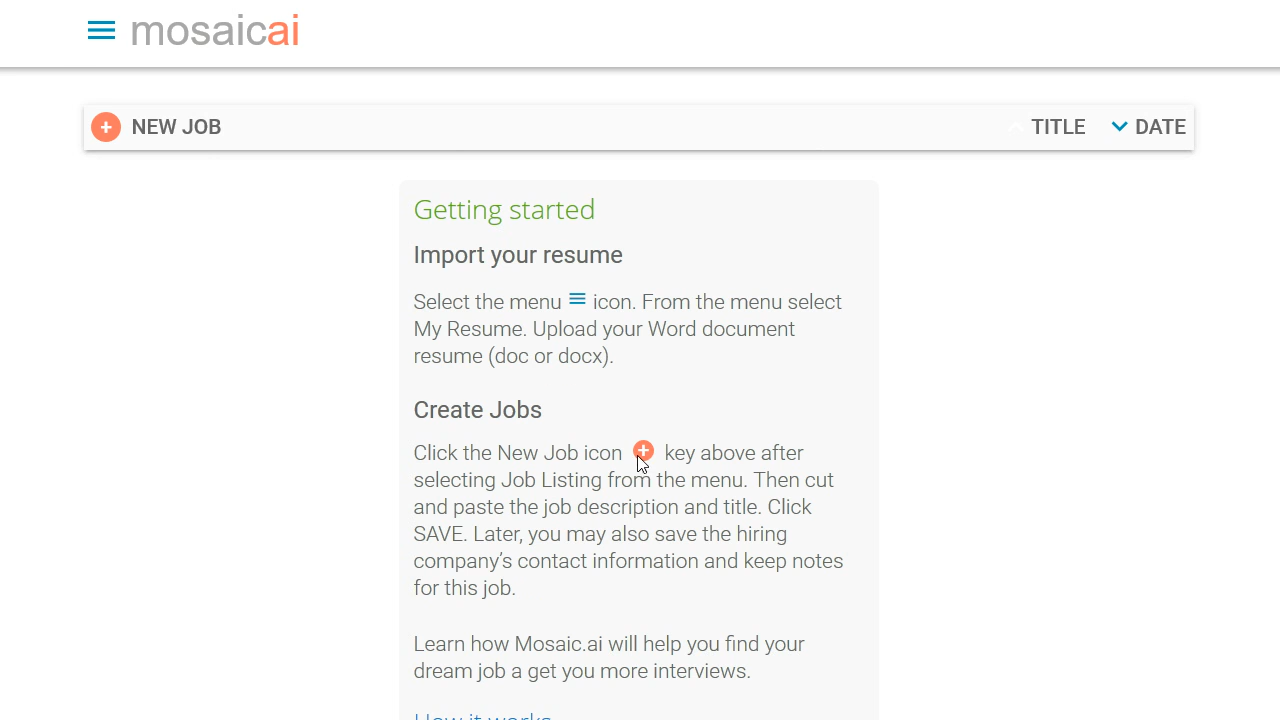 mosaicai
NEW JOB
TITLE
DATE
Getting started
Import your resume
Select the menu icon. From the menu select
My Resume. Upload your Word document
resume (doc or docx).
Create Jobs
Click the New Job icon key above after
selecting Job Listing from the menu. Then cut
and paste the job description and title. Click
SAVE. Later, you may also save the hiring
company's contact information and keep notes
for this job.
Learn how Mosaic.ai will help you find your
dream job a get you more interviews.
How it works